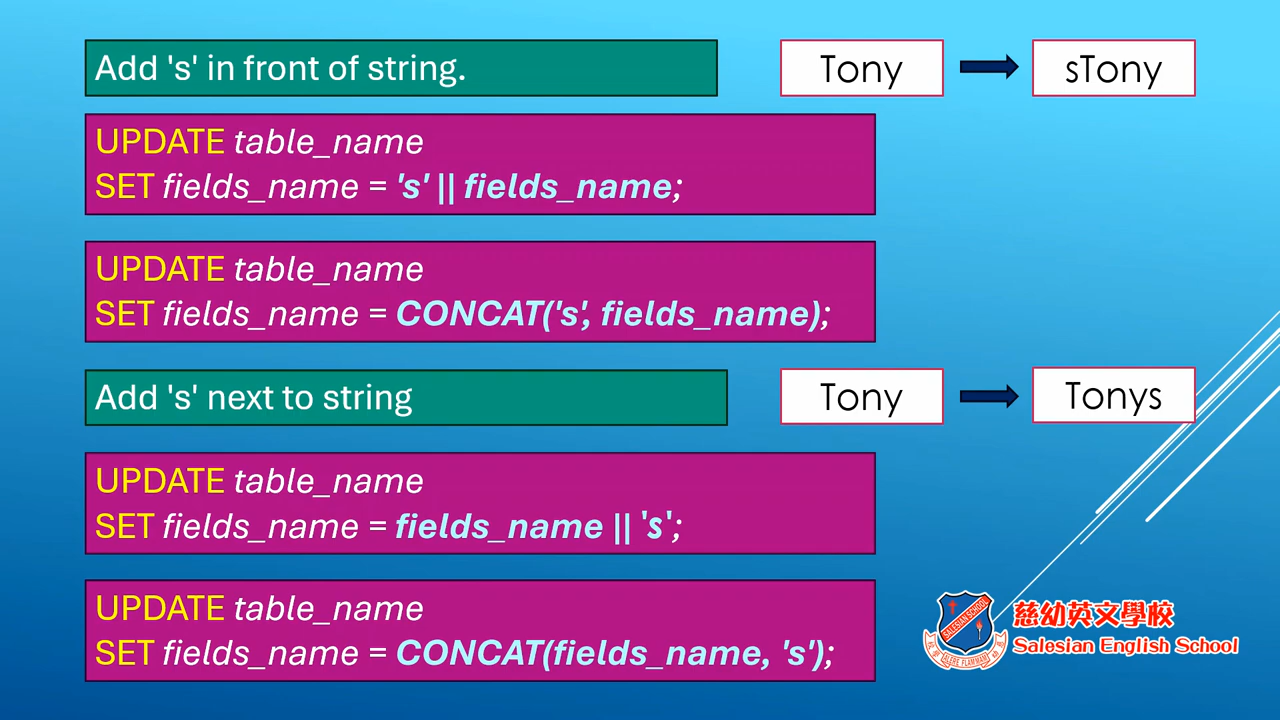 Add 's' in front of string.
Tony
sTony
UPDATE table_name
SET fields_name = 's' || fields_name;
UPDATE table_name
SET fields_name = CONCAT('s', fields_name);
Add 's' next to string
Tony
Tonys
UPDATE table_name
SET fields_name = fields_name || 's';
UPDATE table_name
SET fields_name = CONCAT(fields_name, 's');
SALESIAN SCHOOL
慈幼英文學校
Salesian English School